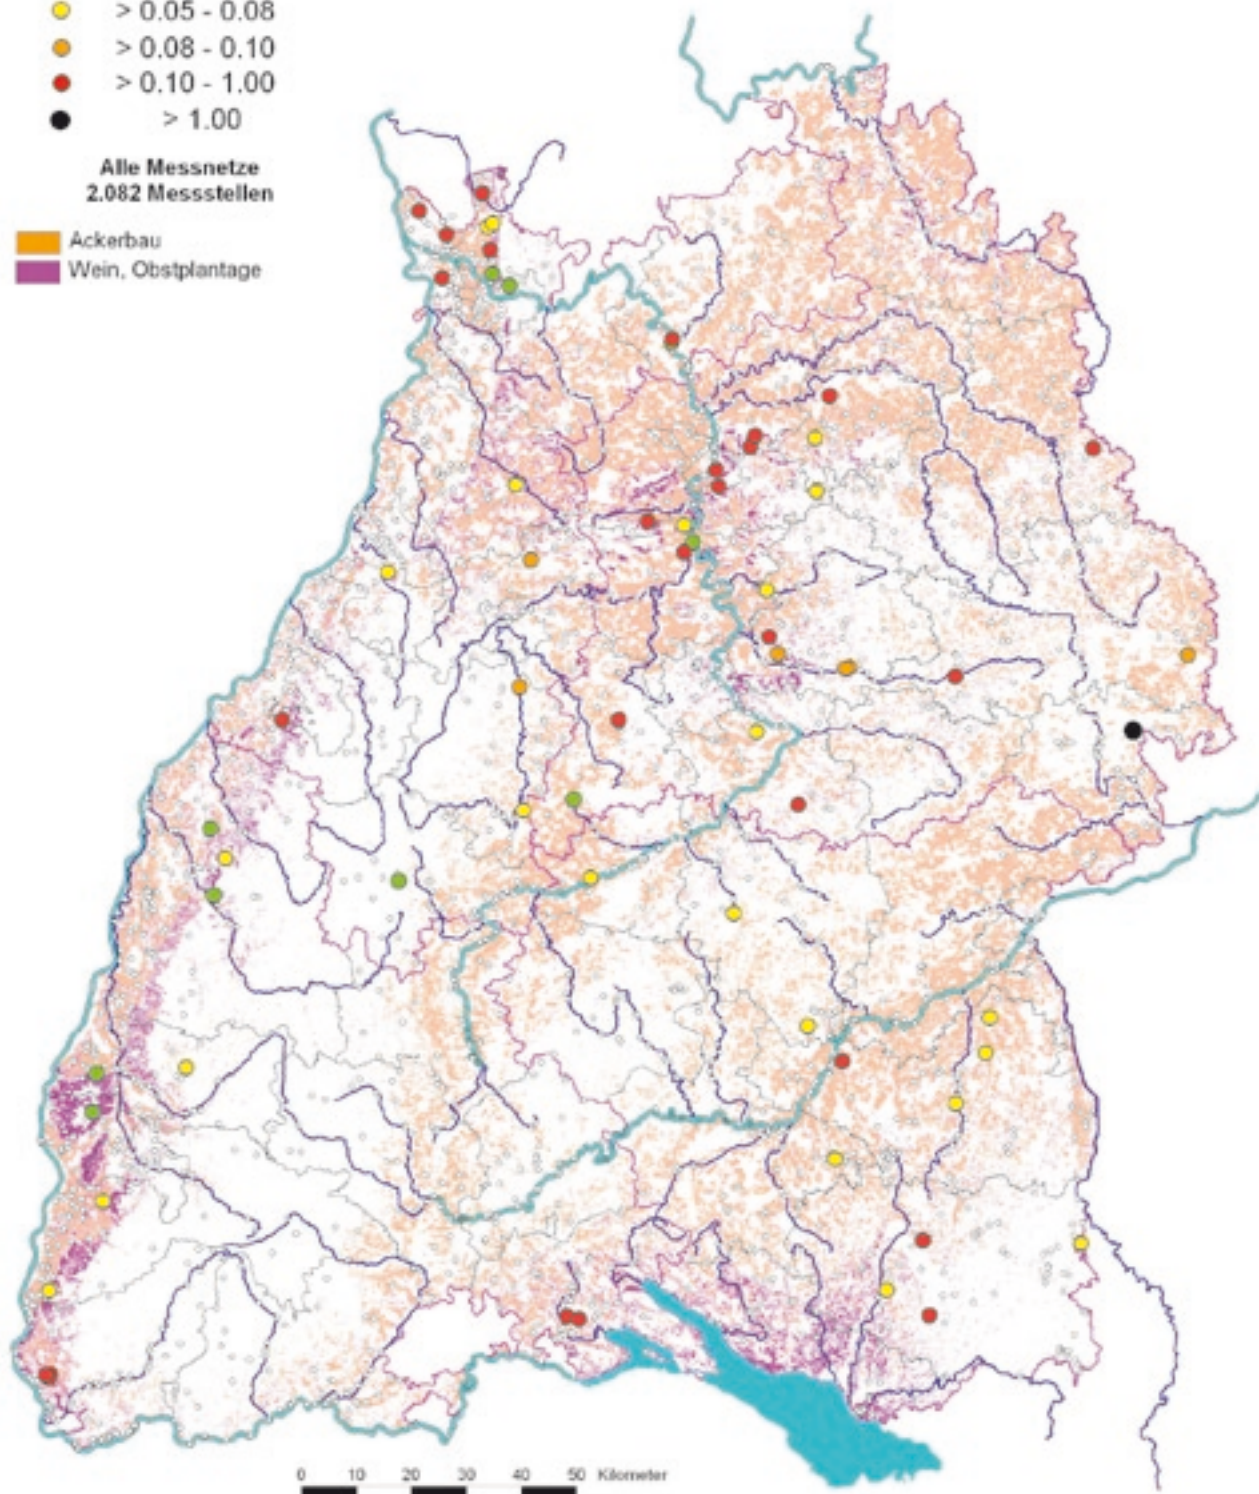 > 0.05 - 0.08
> 0.08 - 0.10
> 0.10 - 1.00
> 1.00
Alle Messnetze
2.082 Messstellen
Ackerbau
Wein, Obstplantage
0 10 20 30 40 50 Kilometer